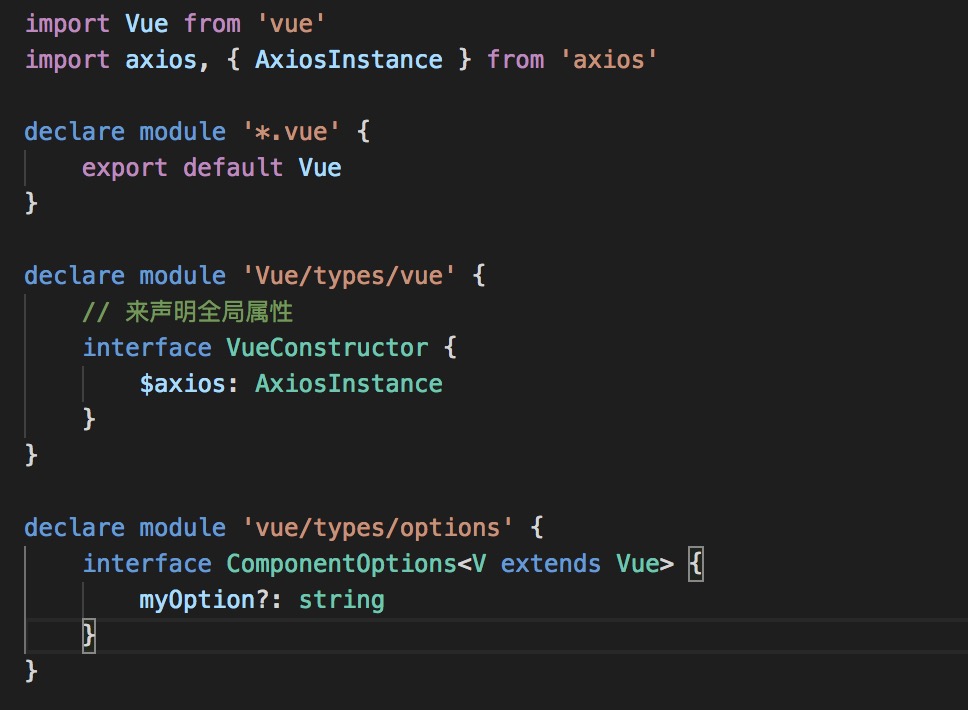 import Vue from 'vue'
import axios, { AxiosInstance } from 'axios'
declare module '*.vue' {
export default Vue
}
declare module 'Vue/types/vue' {
// 来声明全局属性
interface VueConstructor {
$axios: AxiosInstance
}
}
declare module 'vue/types/options' {
interface ComponentOptions<V extends Vue> {
myOption?: string
}
}